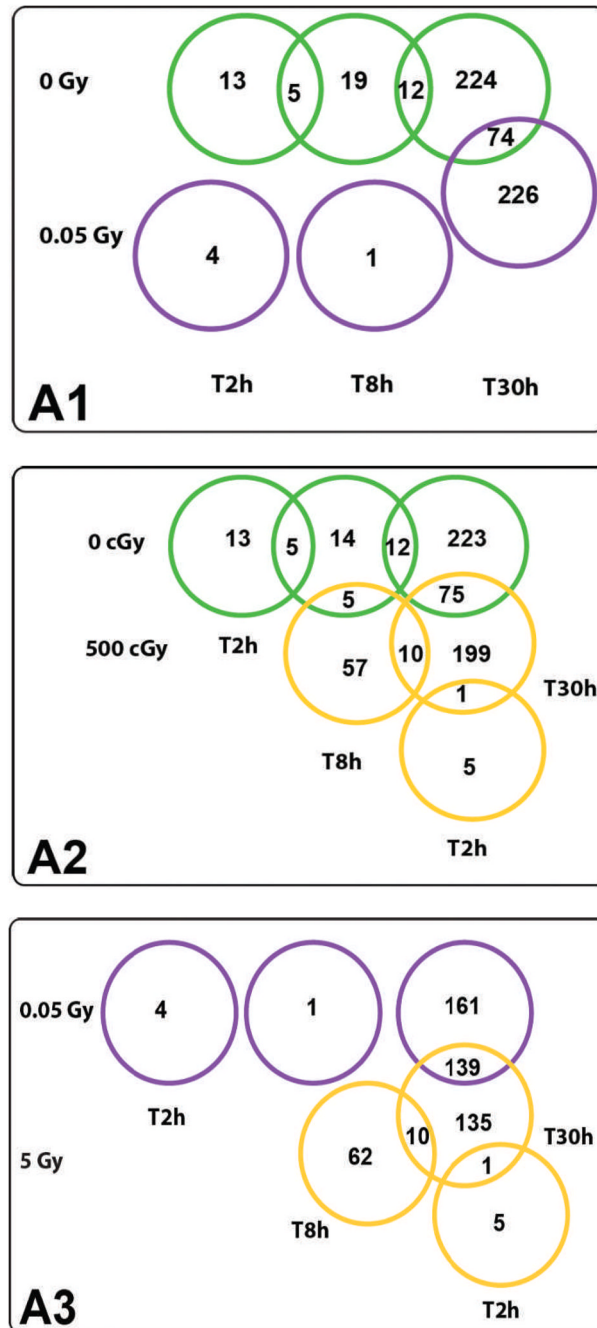 0 Gy 13 5 19 12 224
74
0.05 Gy 4 1 226
T2h T8h T30h
A1
0 cGy 13 5 14 12 223
5 75
500 cGy T2h 57 10 199
1 T30h
T8h 5
T2h
A2
0.05 Gy 4 1 161
139
T2h 10 135 T30h
5 Gy 62 1
T8h 5
T2h
A3